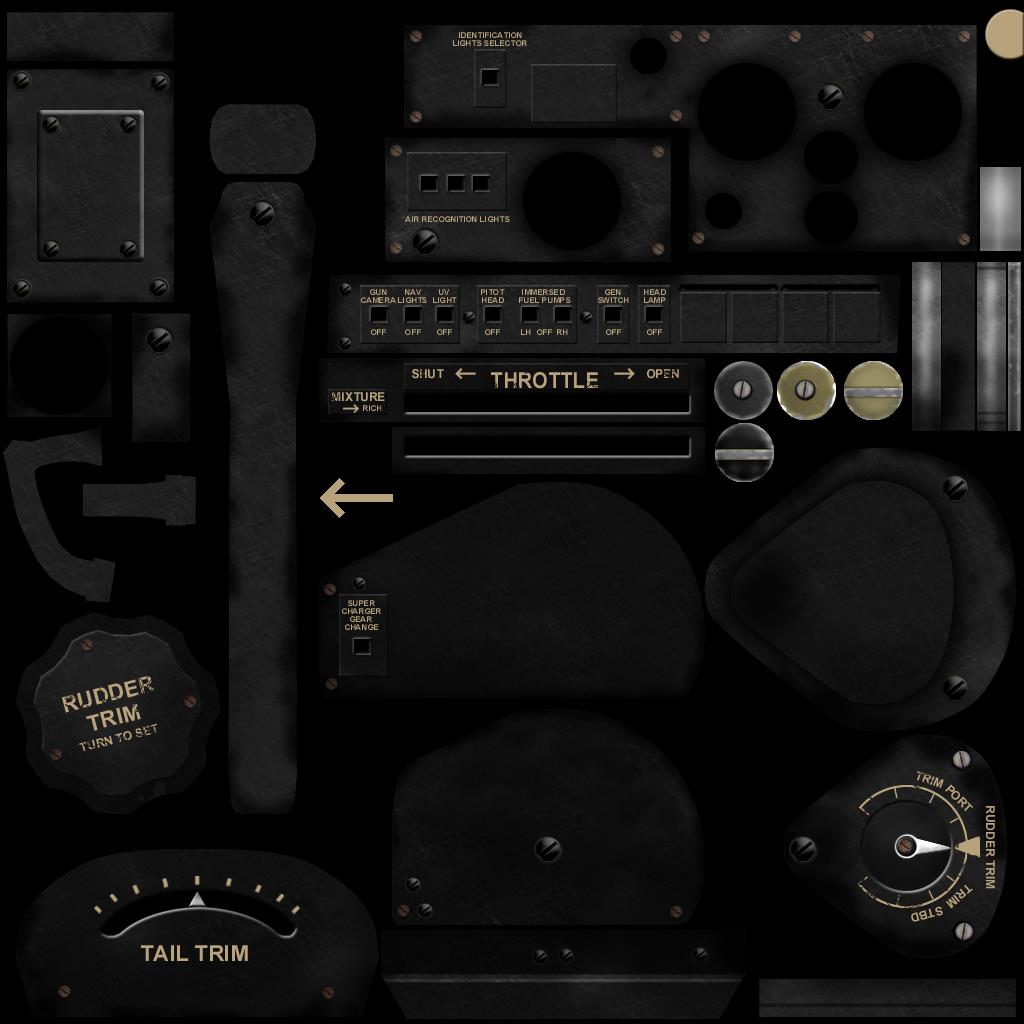 IDENTIFICATION
LIGHTS SELECTOR
AIR RECOGNITION LIGHTS
GUN CAMERA
NAV LIGHTS
UV LIGHT
PITOT HEAD
IMMERSED FUEL PUMPS
GEN SWITCH
HEAD LAMP
OFF OFF OFF OFF LH OFF RH OFF OFF
SHUT ← THROTTLE → OPEN
MIXTURE
→ RICH
SUPER
CHARGER
GEAR
CHANGE
RUDDER
TRIM
TURN TO SET
TRIM PORT
RUDDER TRIM
TRIM STBD
TAIL TRIM